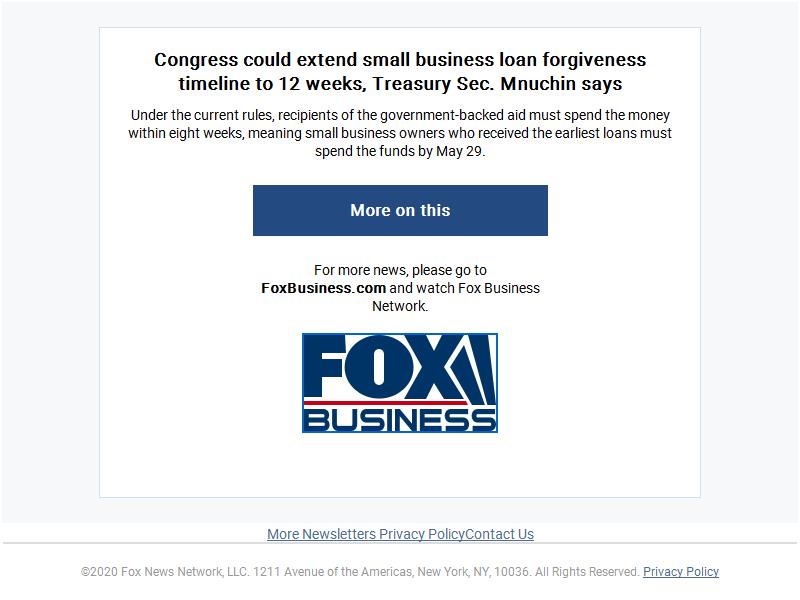 Congress could extend small business loan forgiveness
timeline to 12 weeks, Treasury Sec. Mnuchin says
Under the current rules, recipients of the government-backed aid must spend the money
within eight weeks, meaning small business owners who received the earliest loans must
spend the funds by May 29.
More on this
For more news, please go to
FoxBusiness.com and watch Fox Business
Network.
FOX
BUSINESS
More Newsletters Privacy PolicyContact Us
©2020 Fox News Network, LLC. 1211 Avenue of the Americas, New York, NY, 10036. All Rights Reserved. Privacy Policy